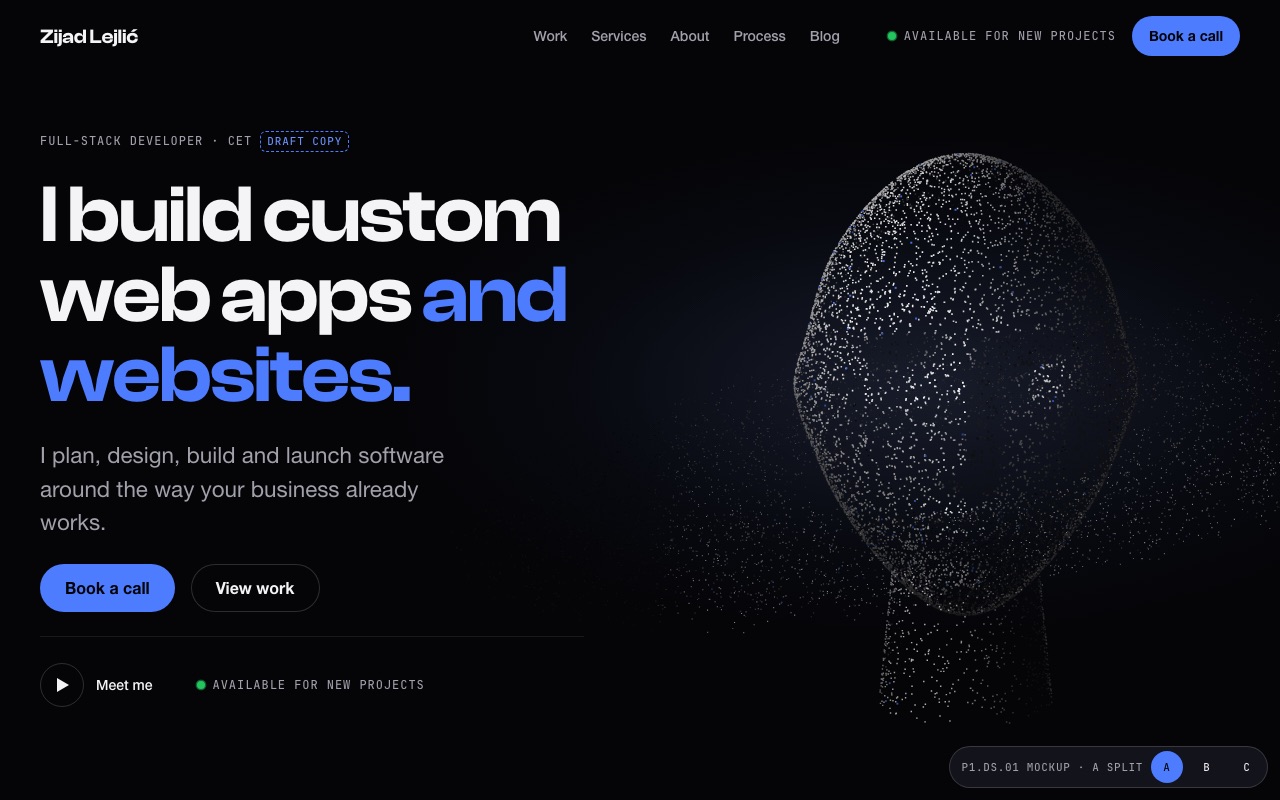 Zijad Lejlić
Work Services About Process Blog
AVAILABLE FOR NEW PROJECTS
Book a call
FULL-STACK DEVELOPER · CET
DRAFT COPY
I build custom
web apps and
websites.
I plan, design, build and launch software
around the way your business already
works.
Book a call
View work
Meet me
AVAILABLE FOR NEW PROJECTS
P1.DS.01 MOCKUP · A SPLIT A B C